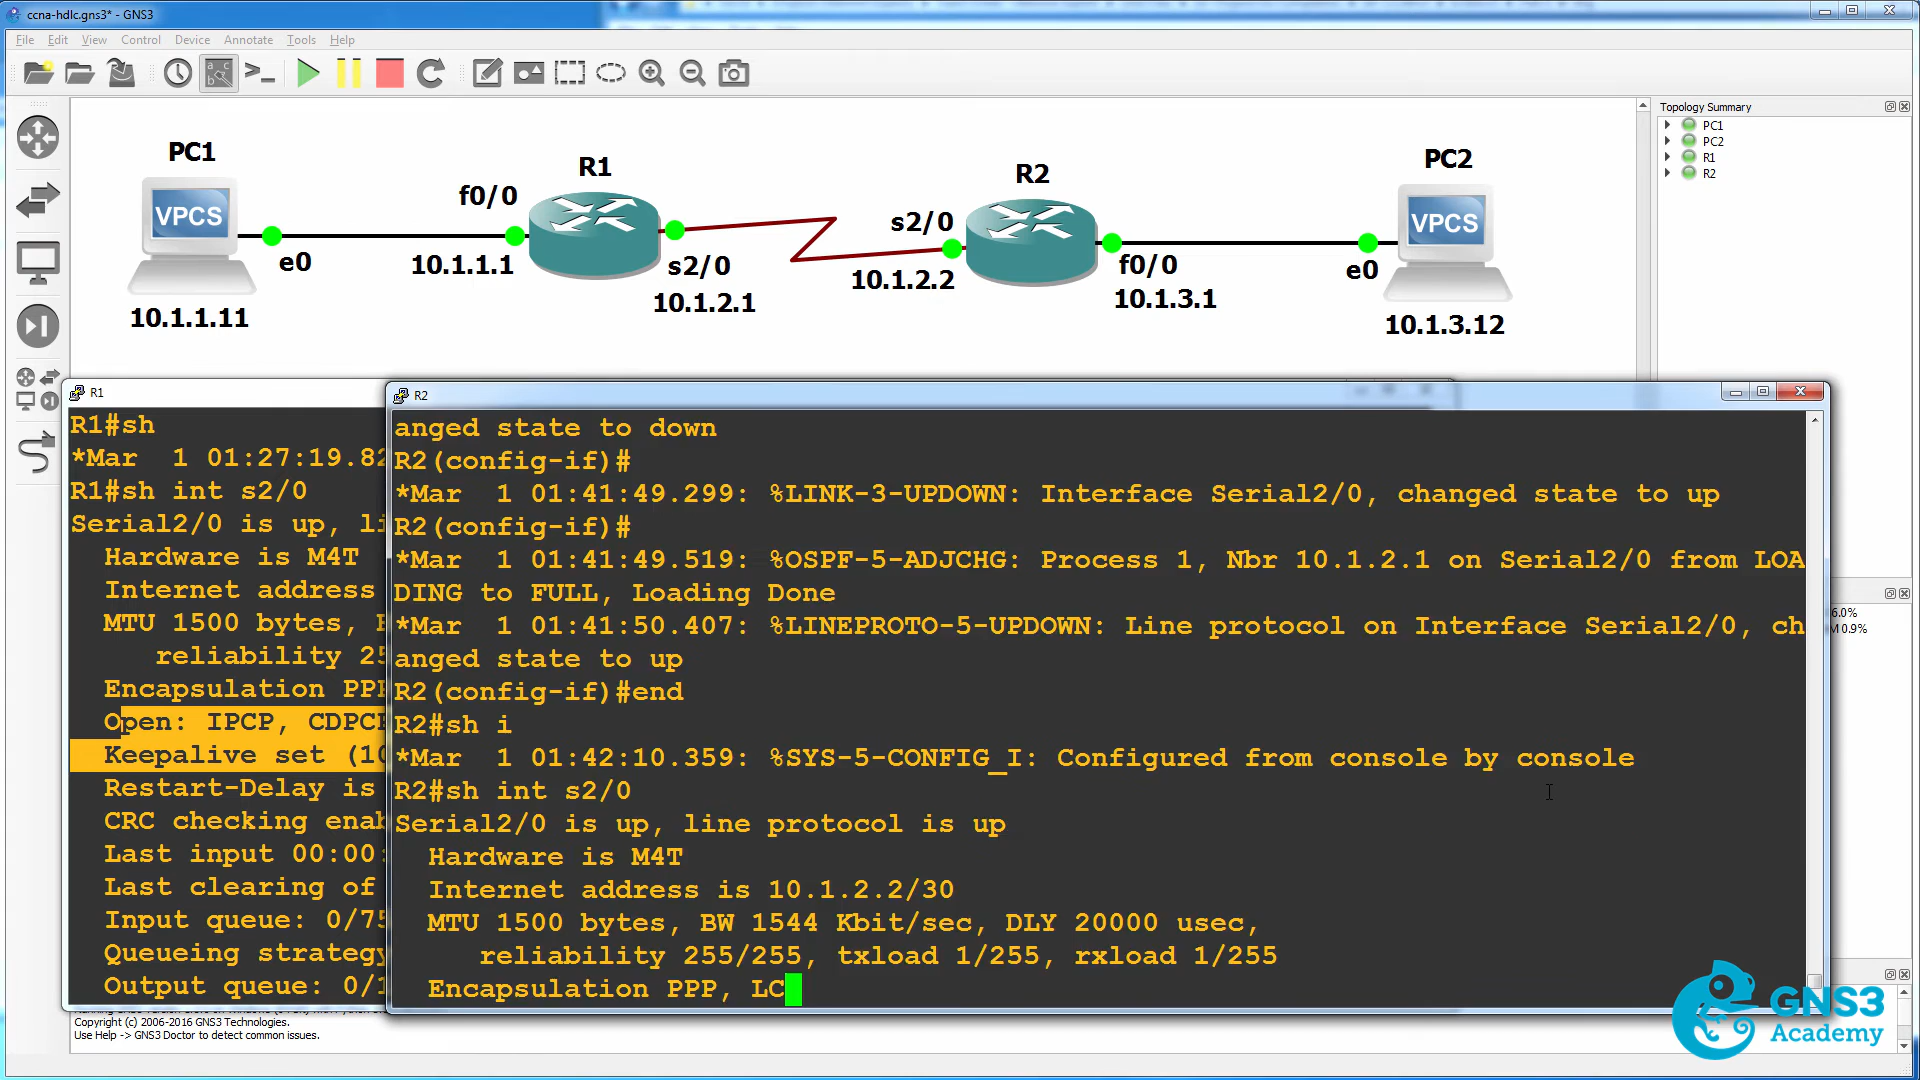 ccna-hdlc.gns3* - GNS3
File Edit View Control Device Annotate Tools Help
Topology Summary
PC1
PC2
R1
R2
PC1
R1
R2
PC2
VPCS
VPCS
f0/0
s2/0
e0
10.1.1.1
s2/0
10.1.2.2
f0/0
e0
10.1.1.11
10.1.2.1
10.1.3.1
10.1.3.12
R1
R1#sh
*Mar  1 01:27:19.82
R1#sh int s2/0
Serial2/0 is up, li
Hardware is M4T
Internet address
MTU 1500 bytes,
reliability 25
Encapsulation PPP
Open: IPCP, CDPCP
Keepalive set (10
Restart-Delay is
CRC checking enab
Last input 00:00:
Last clearing of
Input queue: 0/75
Queueing strategy
Output queue: 0/1
R2
anged state to down
R2(config-if)#
*Mar  1 01:41:49.299: %LINK-3-UPDOWN: Interface Serial2/0, changed state to up
R2(config-if)#
*Mar  1 01:41:49.519: %OSPF-5-ADJCHG: Process 1, Nbr 10.1.2.1 on Serial2/0 from LOA
DING to FULL, Loading Done
*Mar  1 01:41:50.407: %LINEPROTO-5-UPDOWN: Line protocol on Interface Serial2/0, ch
anged state to up
R2(config-if)#end
R2#sh i
*Mar  1 01:42:10.359: %SYS-5-CONFIG_I: Configured from console by console
R2#sh int s2/0
Serial2/0 is up, line protocol is up
Hardware is M4T
Internet address is 10.1.2.2/30
MTU 1500 bytes, BW 1544 Kbit/sec, DLY 20000 usec,
reliability 255/255, txload 1/255, rxload 1/255
Encapsulation PPP, LC
6.0%
M 0.9%
Copyright (c) 2006-2016 GNS3 Technologies.
Use Help -> GNS3 Doctor to detect common issues.
GNS3
Academy